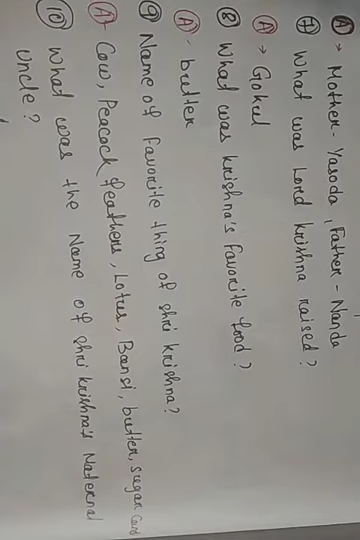 Ⓐ → Mother - Yasoda, Father - Nanda
⑦ What was Lord krishna raised?
Ⓐ → Gokul
⑧ What was krishna's favorite food?
Ⓐ - butter
⑨ Name of favorite thing of shri krishna?
Ⓐ Cow, Peacock feathers, Lotus, Bansi, butter, sugar Candy
⑩ What was the Name of shri krishna's Maternal
uncle?